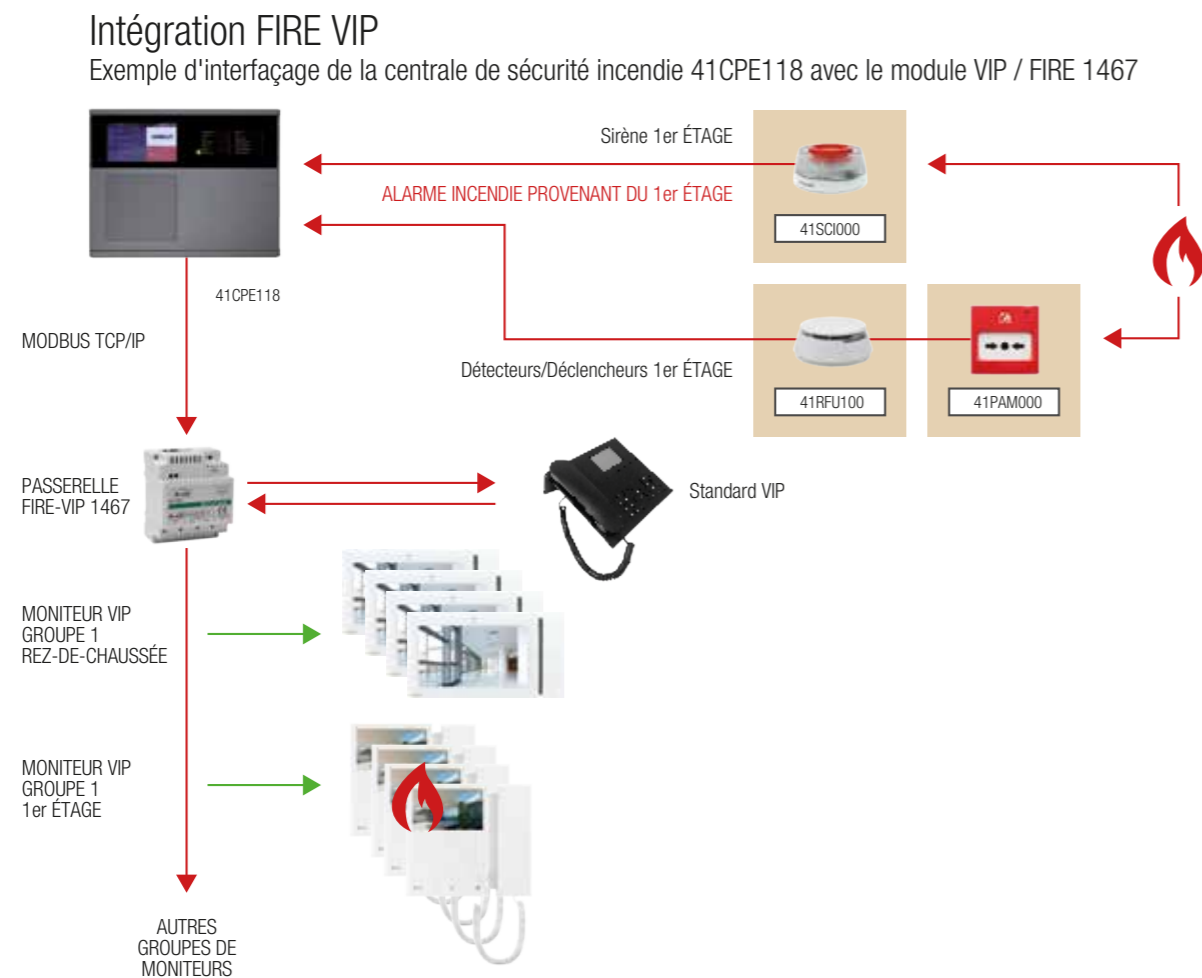 Intégration FIRE VIP
Exemple d'interfaçage de la centrale de sécurité incendie 41CPE118 avec le module VIP / FIRE 1467
Sirène 1er ÉTAGE
ALARME INCENDIE PROVENANT DU 1er ÉTAGE
41SCI000
41CPE118
MODBUS TCP/IP
Détecteurs/Déclencheurs 1er ÉTAGE
41RFU100
41PAM000
PASSERELLE
FIRE-VIP 1467
Standard VIP
MONITEUR VIP
GROUPE 1
REZ-DE-CHAUSSÉE
MONITEUR VIP
GROUPE 1
1er ÉTAGE
AUTRES
GROUPES DE
MONITEURS